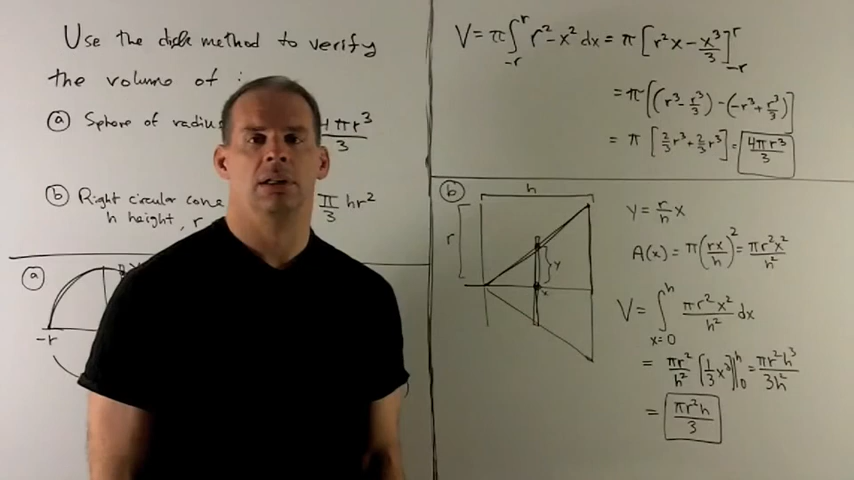 Use the disk method to verify
the volume of :
ⓐ Sphere of radius 4πr³/3
ⓑ Right circular cone π/3 hr²
h height, r
ⓐ
-r
V = π∫_{-r}^{r} r² - x² dx = π[r²x - x³/3]_{-r}^{r}
= π[(r³ - r³/3) - (-r³ + r³/3)]
= π[2/3 r³ + 2/3 r³] = 4πr³/3
ⓑ
h
r
y
x
y = r/h x
A(x) = π(rx/h)² = πr²x²/h²
V = ∫_{x=0}^{h} πr²x²/h² dx
= πr²/h² [1/3 x³]|_0^h = πr²h³/3h²
= πr²h/3